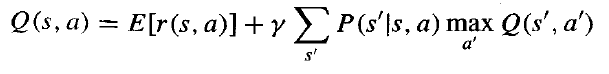 Q(s, a) = E[r(s, a)] + γ ∑_{s'} P(s'|s, a) max_{a'} Q(s', a')